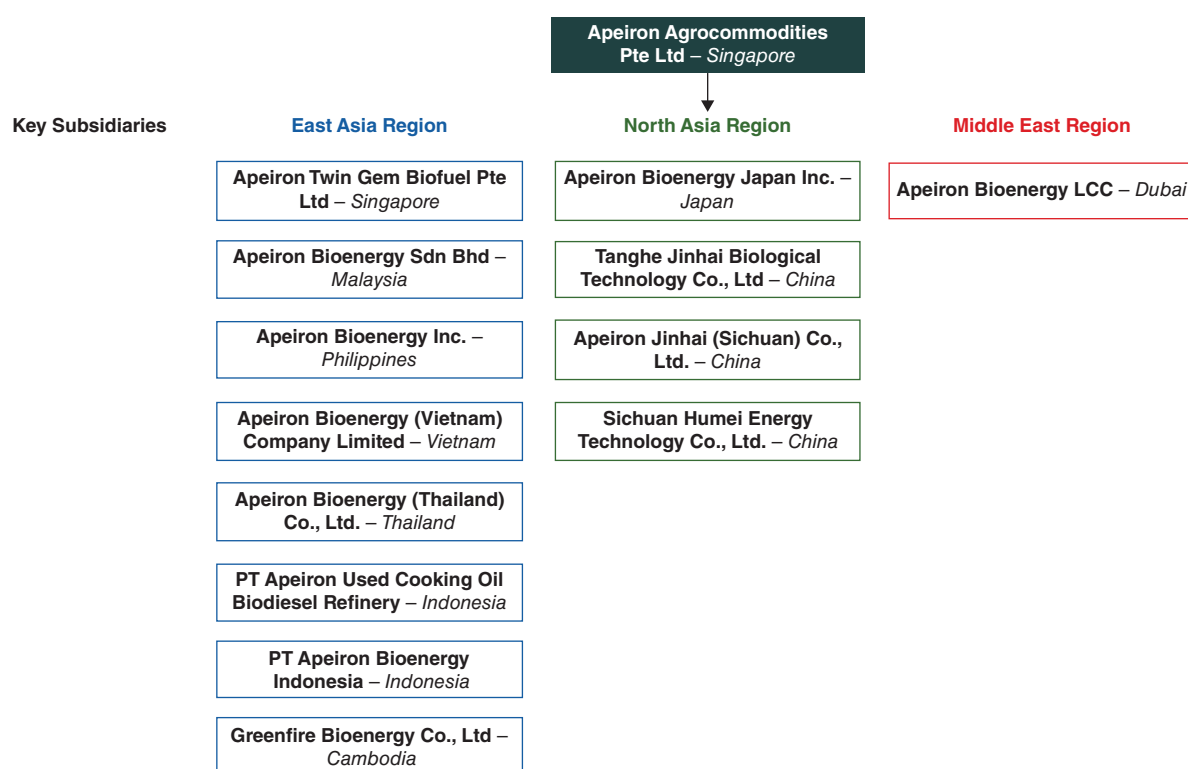 Apeiron Agrocommodities
Pte Ltd – Singapore
Key Subsidiaries
East Asia Region
North Asia Region
Middle East Region
Apeiron Twin Gem Biofuel Pte
Ltd – Singapore
Apeiron Bioenergy Sdn Bhd –
Malaysia
Apeiron Bioenergy Inc. –
Philippines
Apeiron Bioenergy (Vietnam)
Company Limited – Vietnam
Apeiron Bioenergy (Thailand)
Co., Ltd. – Thailand
PT Apeiron Used Cooking Oil
Biodiesel Refinery – Indonesia
PT Apeiron Bioenergy
Indonesia – Indonesia
Greenfire Bioenergy Co., Ltd –
Cambodia
Apeiron Bioenergy Japan Inc. –
Japan
Tanghe Jinhai Biological
Technology Co., Ltd – China
Apeiron Jinhai (Sichuan) Co.,
Ltd. – China
Sichuan Humei Energy
Technology Co., Ltd. – China
Apeiron Bioenergy LCC – Dubai